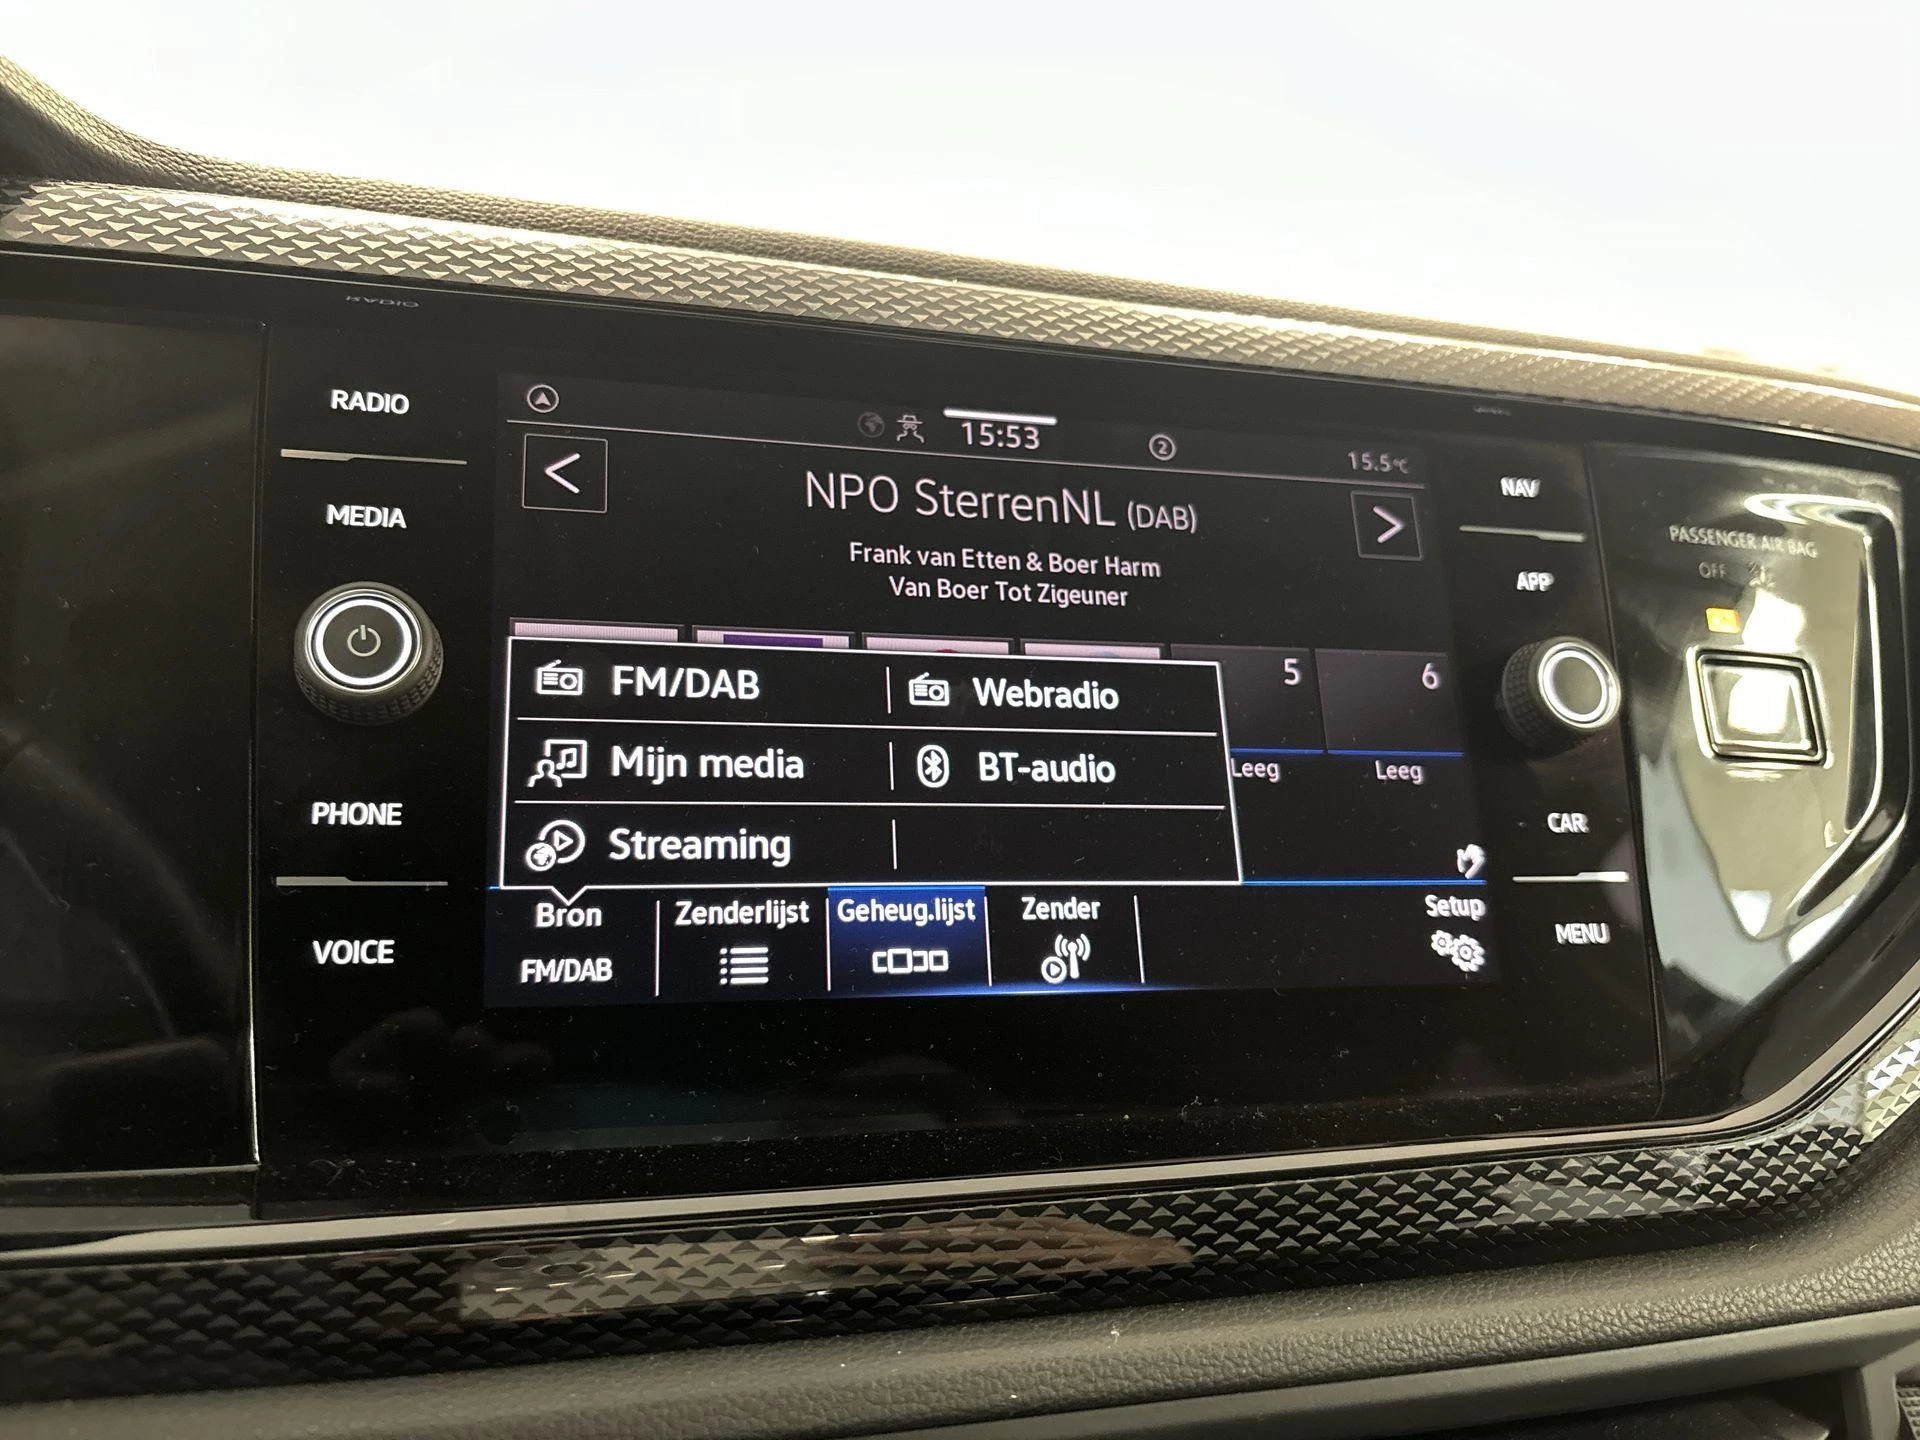 RADIO
RADIO
MEDIA
PHONE
VOICE
15:53
2
15.5°C
<
NPO SterrenNL (DAB)
>
Frank van Etten & Boer Harm
Van Boer Tot Zigeuner
5
6
FM/DAB
Webradio
Mijn media
BT-audio
Streaming
Leeg
Leeg
Bron
FM/DAB
Zenderlijst
Geheug.lijst
Zender
Setup
NAV
APP
CAR
MENU
PASSENGER AIR BAG
OFF